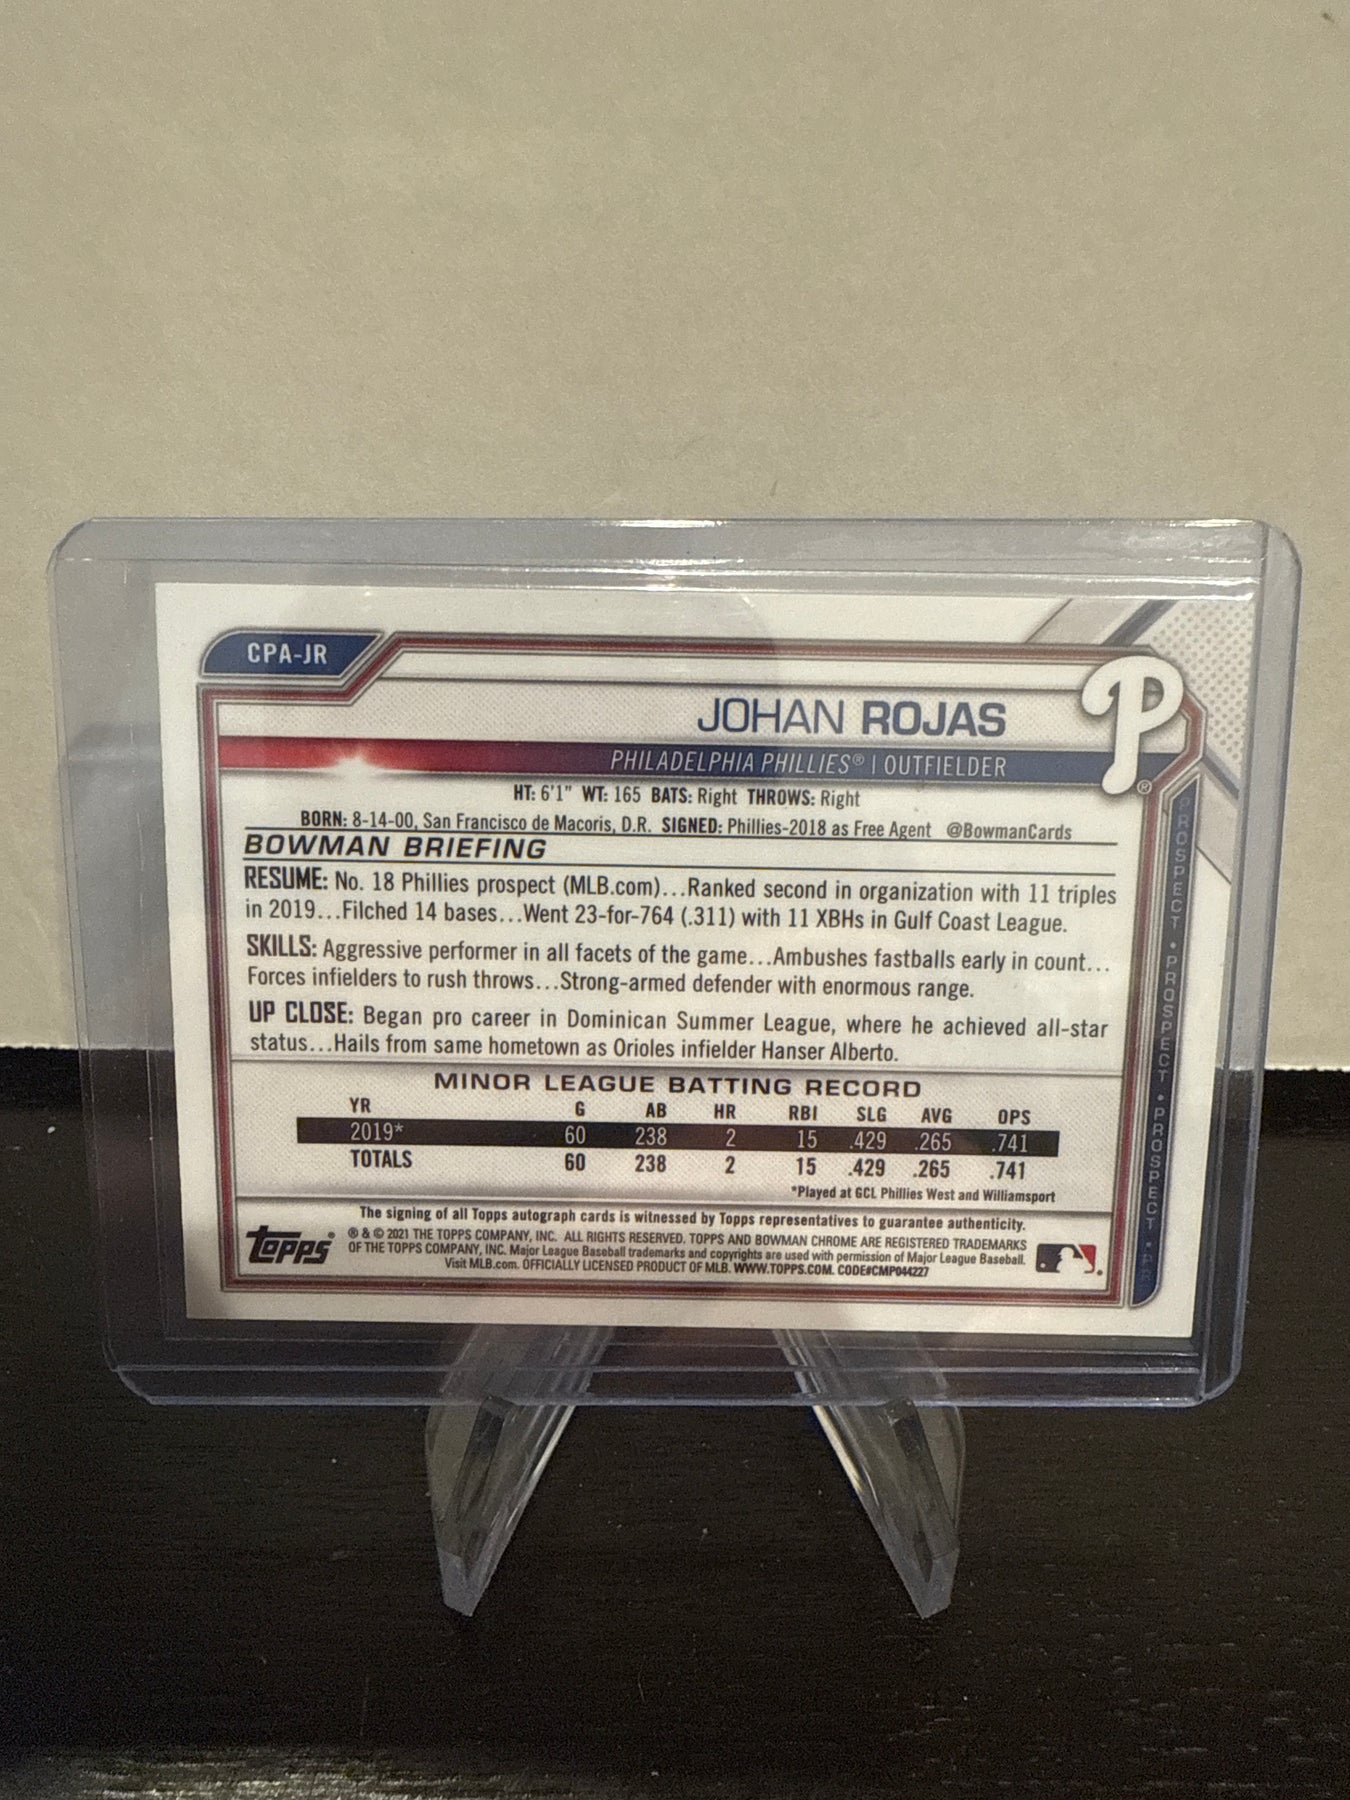 CPA-JR
JOHAN ROJAS
PHILADELPHIA PHILLIES® | OUTFIELDER
HT: 6'1" WT: 165 BATS: Right THROWS: Right
BORN: 8-14-00, San Francisco de Macoris, D.R. SIGNED: Phillies-2018 as Free Agent @BowmanCards
BOWMAN BRIEFING
RESUME: No. 18 Phillies prospect (MLB.com)...Ranked second in organization with 11 triples
in 2019...Filched 14 bases...Went 23-for-764 (.311) with 11 XBHs in Gulf Coast League.
SKILLS: Aggressive performer in all facets of the game...Ambushes fastballs early in count...
Forces infielders to rush throws...Strong-armed defender with enormous range.
UP CLOSE: Began pro career in Dominican Summer League, where he achieved all-star
status...Hails from same hometown as Orioles infielder Hanser Alberto.
MINOR LEAGUE BATTING RECORD
YR G AB HR RBI SLG AVG OPS
2019* 60 238 2 15 .429 .265 .741
TOTALS 60 238 2 15 .429 .265 .741
*Played at GCL Phillies West and Williamsport
The signing of all Topps autograph cards is witnessed by Topps representatives to guarantee authenticity.
topps®
® & © 2021 THE TOPPS COMPANY, INC. ALL RIGHTS RESERVED. TOPPS AND BOWMAN CHROME ARE REGISTERED TRADEMARKS
OF THE TOPPS COMPANY, INC. Major League Baseball trademarks and copyrights are used with permission of Major League Baseball.
Visit MLB.com. OFFICIALLY LICENSED PRODUCT OF MLB. WWW.TOPPS.COM. CODE#CMP044227
P®
PROSPECT • PROSPECT • PROSPECT • PR